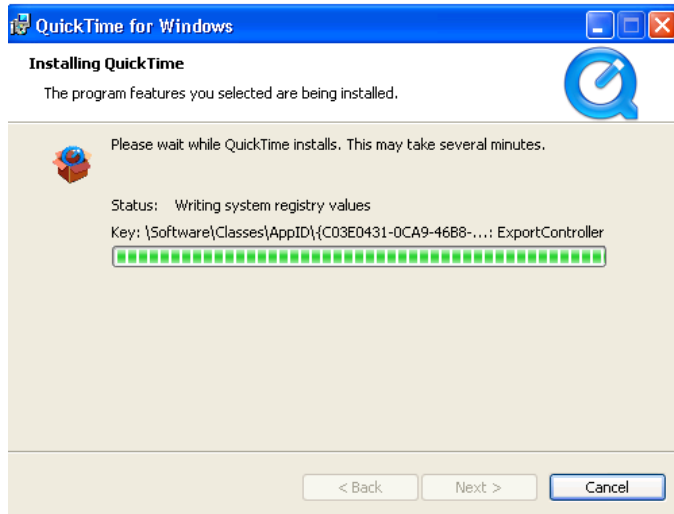 QuickTime for Windows
Installing QuickTime
The program features you selected are being installed.
Please wait while QuickTime installs. This may take several minutes.
Status: Writing system registry values
Key: \Software\Classes\AppID\{C03E0431-0CA9-46B8-...: ExportController
< Back Next > Cancel